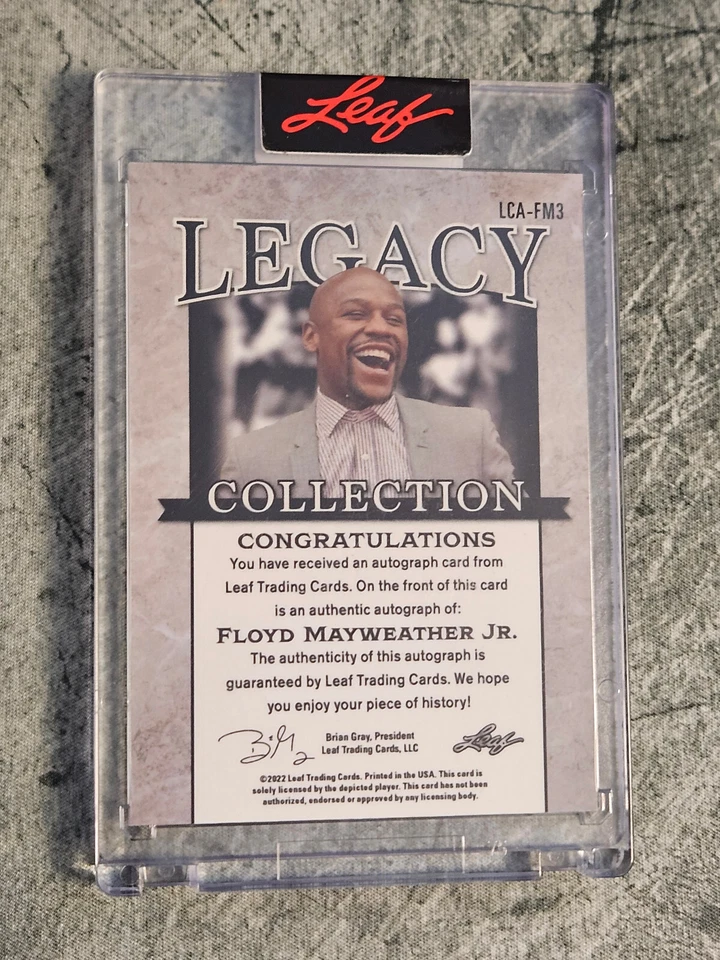 Leaf
LCA-FM3
LEGACY
COLLECTION
CONGRATULATIONS
You have received an autograph card from
Leaf Trading Cards. On the front of this card
is an authentic autograph of:
FLOYD MAYWEATHER JR.
The authenticity of this autograph is
guaranteed by Leaf Trading Cards. We hope
you enjoy your piece of history!
Brian Gray, President
Leaf Trading Cards, LLC
Leaf
©2022 Leaf Trading Cards. Printed in the USA. This card is
solely licensed by the depicted player. This card has not been
authorized, endorsed or approved by any licensing body.